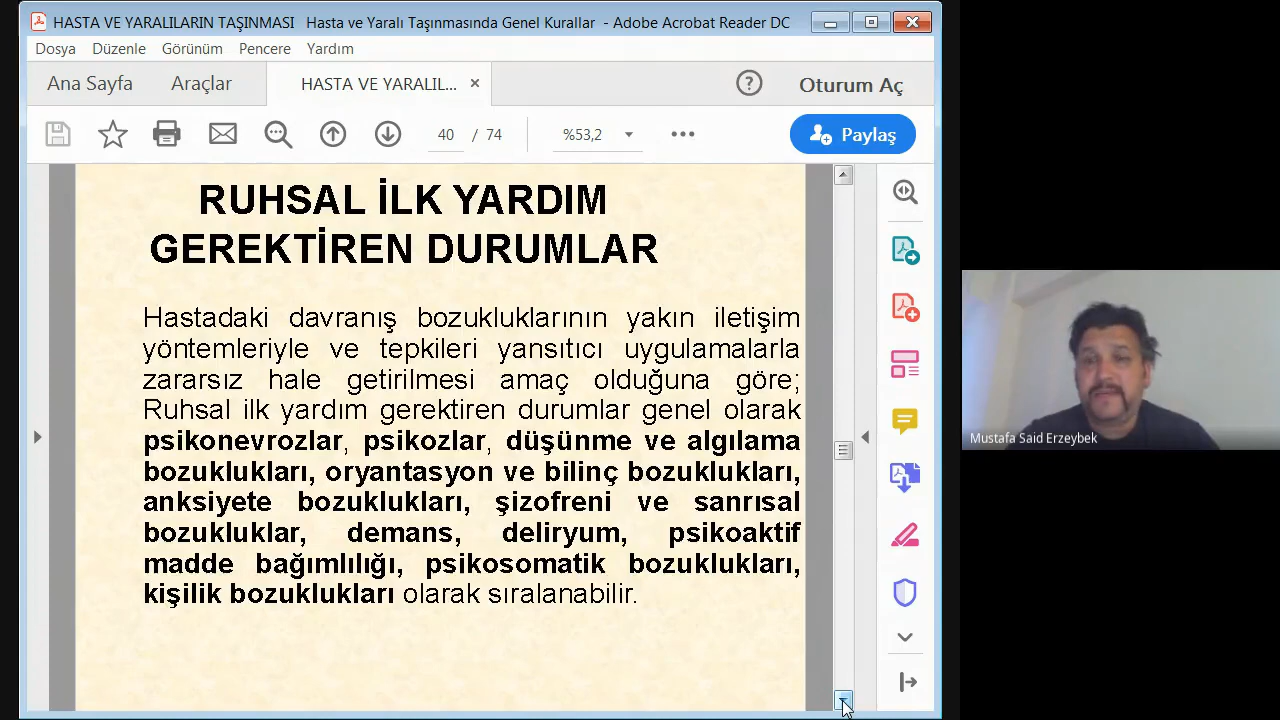 HASTA VE YARALILARIN TAŞINMASI   Hasta ve Yaralı Taşınmasında Genel Kurallar  - Adobe Acrobat Reader DC
Dosya Düzenle Görünüm Pencere Yardım
Ana Sayfa Araçlar HASTA VE YARALIL... × ? Oturum Aç
40 / 74 %53,2 Paylaş
RUHSAL İLK YARDIM
GEREKTİREN DURUMLAR
Hastadaki davranış bozukluklarının yakın iletişim
yöntemleriyle ve tepkileri yansıtıcı uygulamalarla
zararsız hale getirilmesi amaç olduğuna göre;
Ruhsal ilk yardım gerektiren durumlar genel olarak
psikonevrozlar, psikozlar, düşünme ve algılama
bozuklukları, oryantasyon ve bilinç bozuklukları,
anksiyete bozuklukları, şizofreni ve sanrısal
bozukluklar, demans, deliryum, psikoaktif
madde bağımlılığı, psikosomatik bozuklukları,
kişilik bozuklukları olarak sıralanabilir.
Mustafa Said Erzeybek